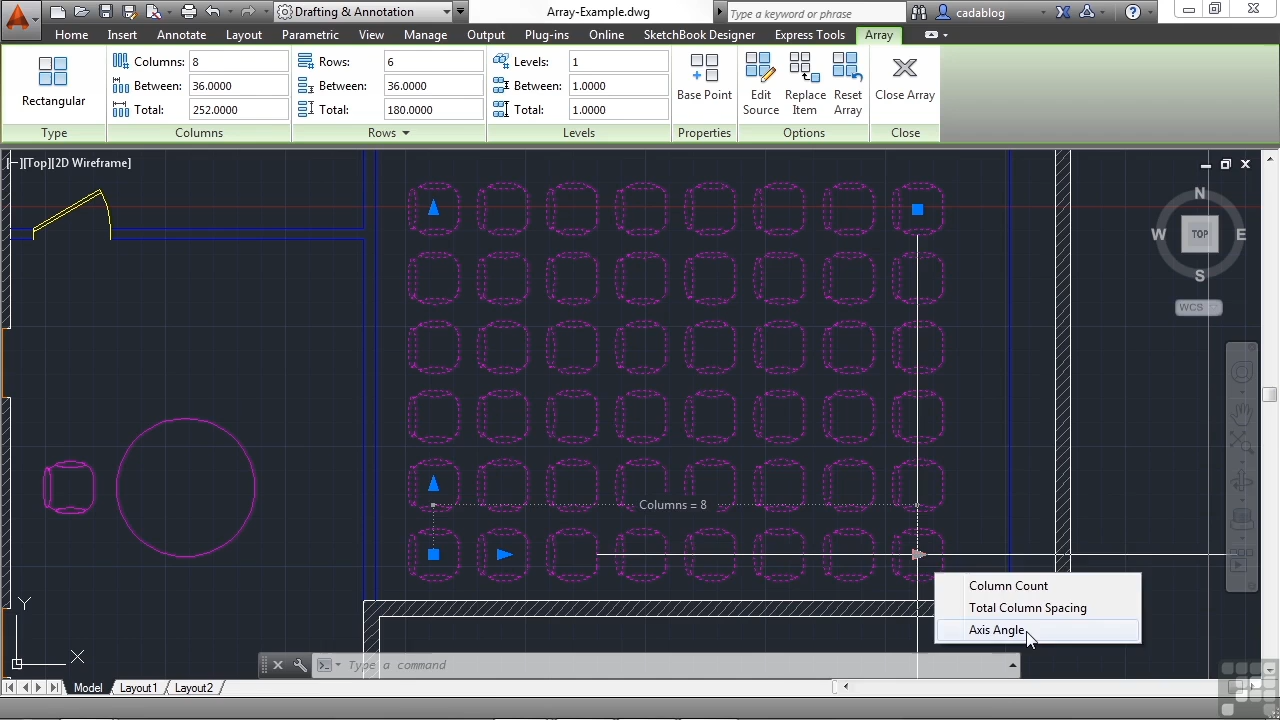 Drafting & Annotation
Array-Example.dwg
Type a keyword or phrase
cadablog
Home
Insert
Annotate
Layout
Parametric
View
Manage
Output
Plug-ins
Online
SketchBook Designer
Express Tools
Array
Rectangular
Columns: 8
Between: 36.0000
Total: 252.0000
Rows: 6
Between: 36.0000
Total: 180.0000
Levels: 1
Between: 1.0000
Total: 1.0000
Base Point
Edit Source
Replace Item
Reset Array
Close Array
Type
Columns
Rows
Levels
Properties
Options
Close
[–][Top][2D Wireframe]
N
W
TOP
E
S
WCS
Columns = 8
Column Count
Total Column Spacing
Axis Angle
Y
X
Type a command
Model
Layout1
Layout2